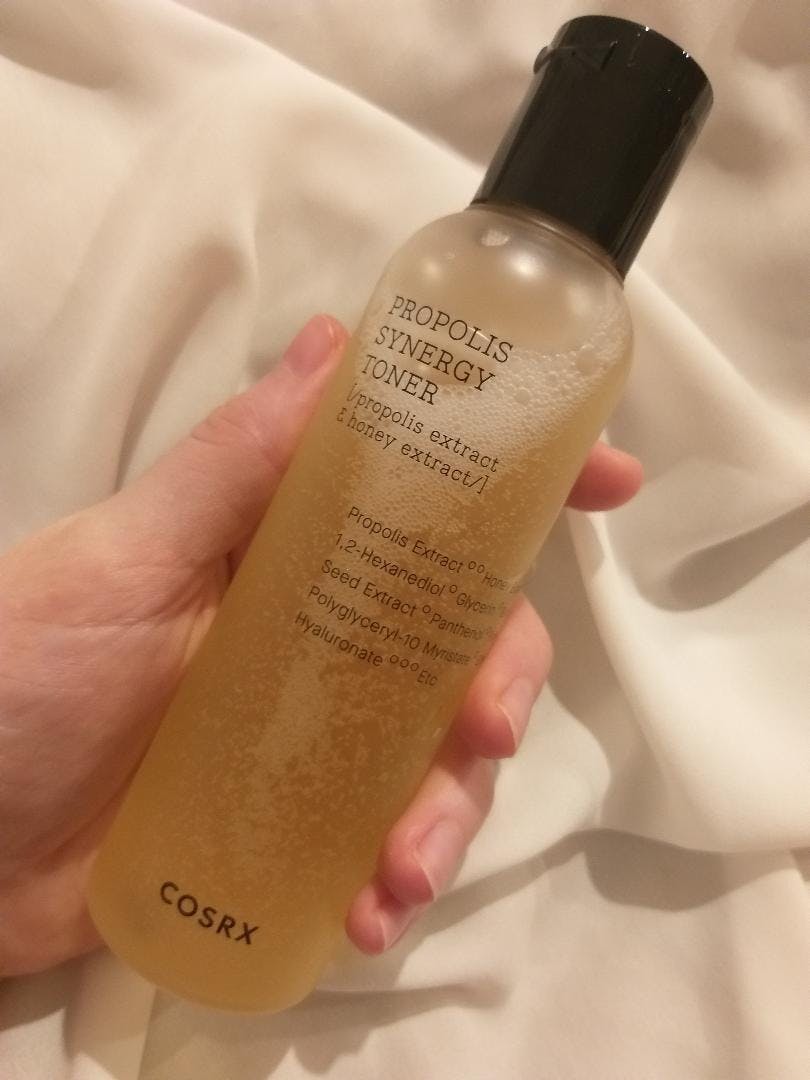 PROPOLIS
SYNERGY
TONER
[/propolis extract
& honey extract/]
Propolis Extract °°Honey
1,2-Hexanediol °Glycerin
Seed Extract °Panthenol
Polyglyceryl-10 Myristate
Hyaluronate °°°Etc
COSRX